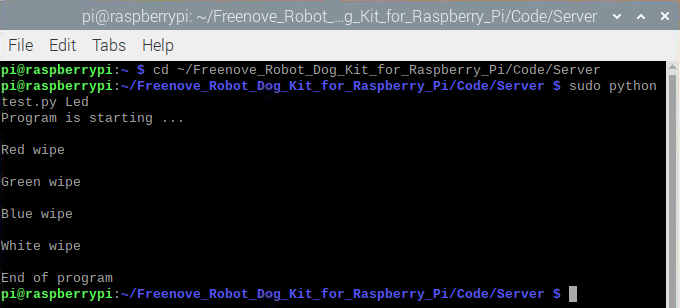 pi@raspberrypi: ~/Freenove_Robot_...g_Kit_for_Raspberry_Pi/Code/Server
File Edit Tabs Help
pi@raspberrypi:~ $ cd ~/Freenove_Robot_Dog_Kit_for_Raspberry_Pi/Code/Server
pi@raspberrypi:~/Freenove_Robot_Dog_Kit_for_Raspberry_Pi/Code/Server $ sudo python
test.py Led
Program is starting ...
Red wipe
Green wipe
Blue wipe
White wipe
End of program
pi@raspberrypi:~/Freenove_Robot_Dog_Kit_for_Raspberry_Pi/Code/Server $